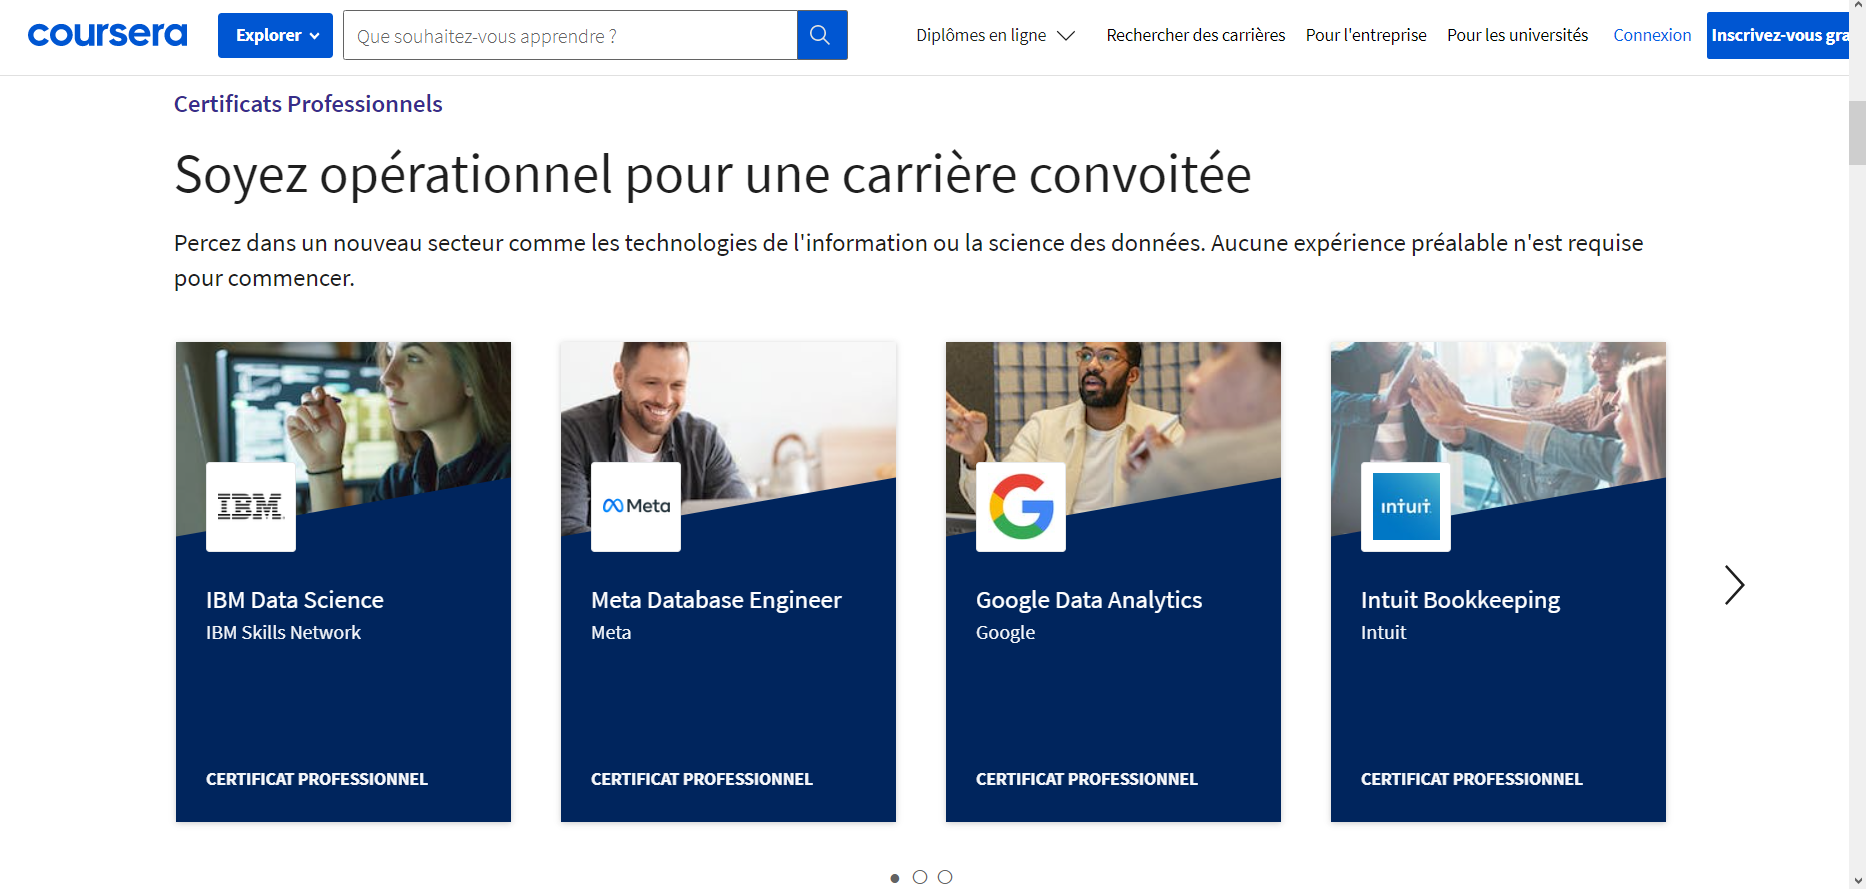 coursera
Explorer
Que souhaitez-vous apprendre ?
Diplômes en ligne
Rechercher des carrières
Pour l'entreprise
Pour les universités
Connexion
Inscrivez-vous gra
Certificats Professionnels
Soyez opérationnel pour une carrière convoitée
Percez dans un nouveau secteur comme les technologies de l'information ou la science des données. Aucune expérience préalable n'est requise
pour commencer.
IBM
IBM Data Science
IBM Skills Network
CERTIFICAT PROFESSIONNEL
Meta
Meta Database Engineer
Meta
CERTIFICAT PROFESSIONNEL
G
Google Data Analytics
Google
CERTIFICAT PROFESSIONNEL
intuit
Intuit Bookkeeping
Intuit
CERTIFICAT PROFESSIONNEL